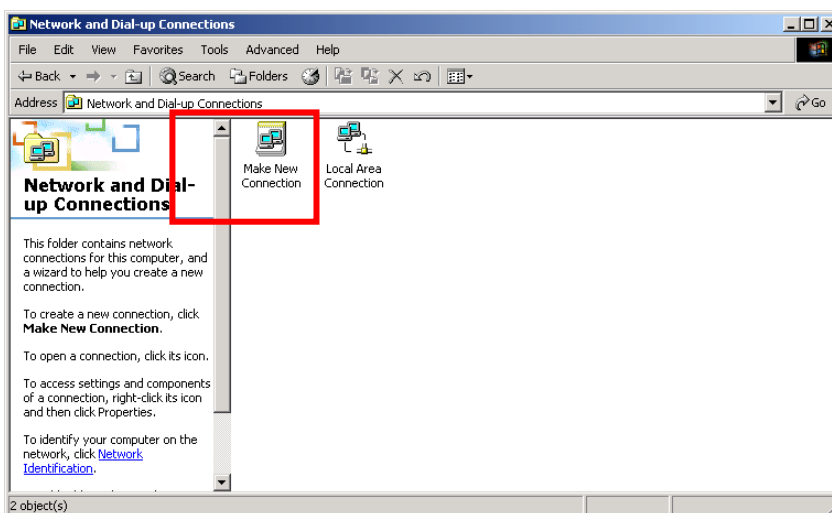 Network and Dial-up Connections
File Edit View Favorites Tools Advanced Help
Back Search Folders
Address Network and Dial-up Connections Go
Network and Dial-
up Connections
This folder contains network
connections for this computer, and
a wizard to help you create a new
connection.
To create a new connection, click
Make New Connection.
To open a connection, click its icon.
To access settings and components
of a connection, right-click its icon
and then click Properties.
To identify your computer on the
network, click Network
Identification.
Make New
Connection
Local Area
Connection
2 object(s)